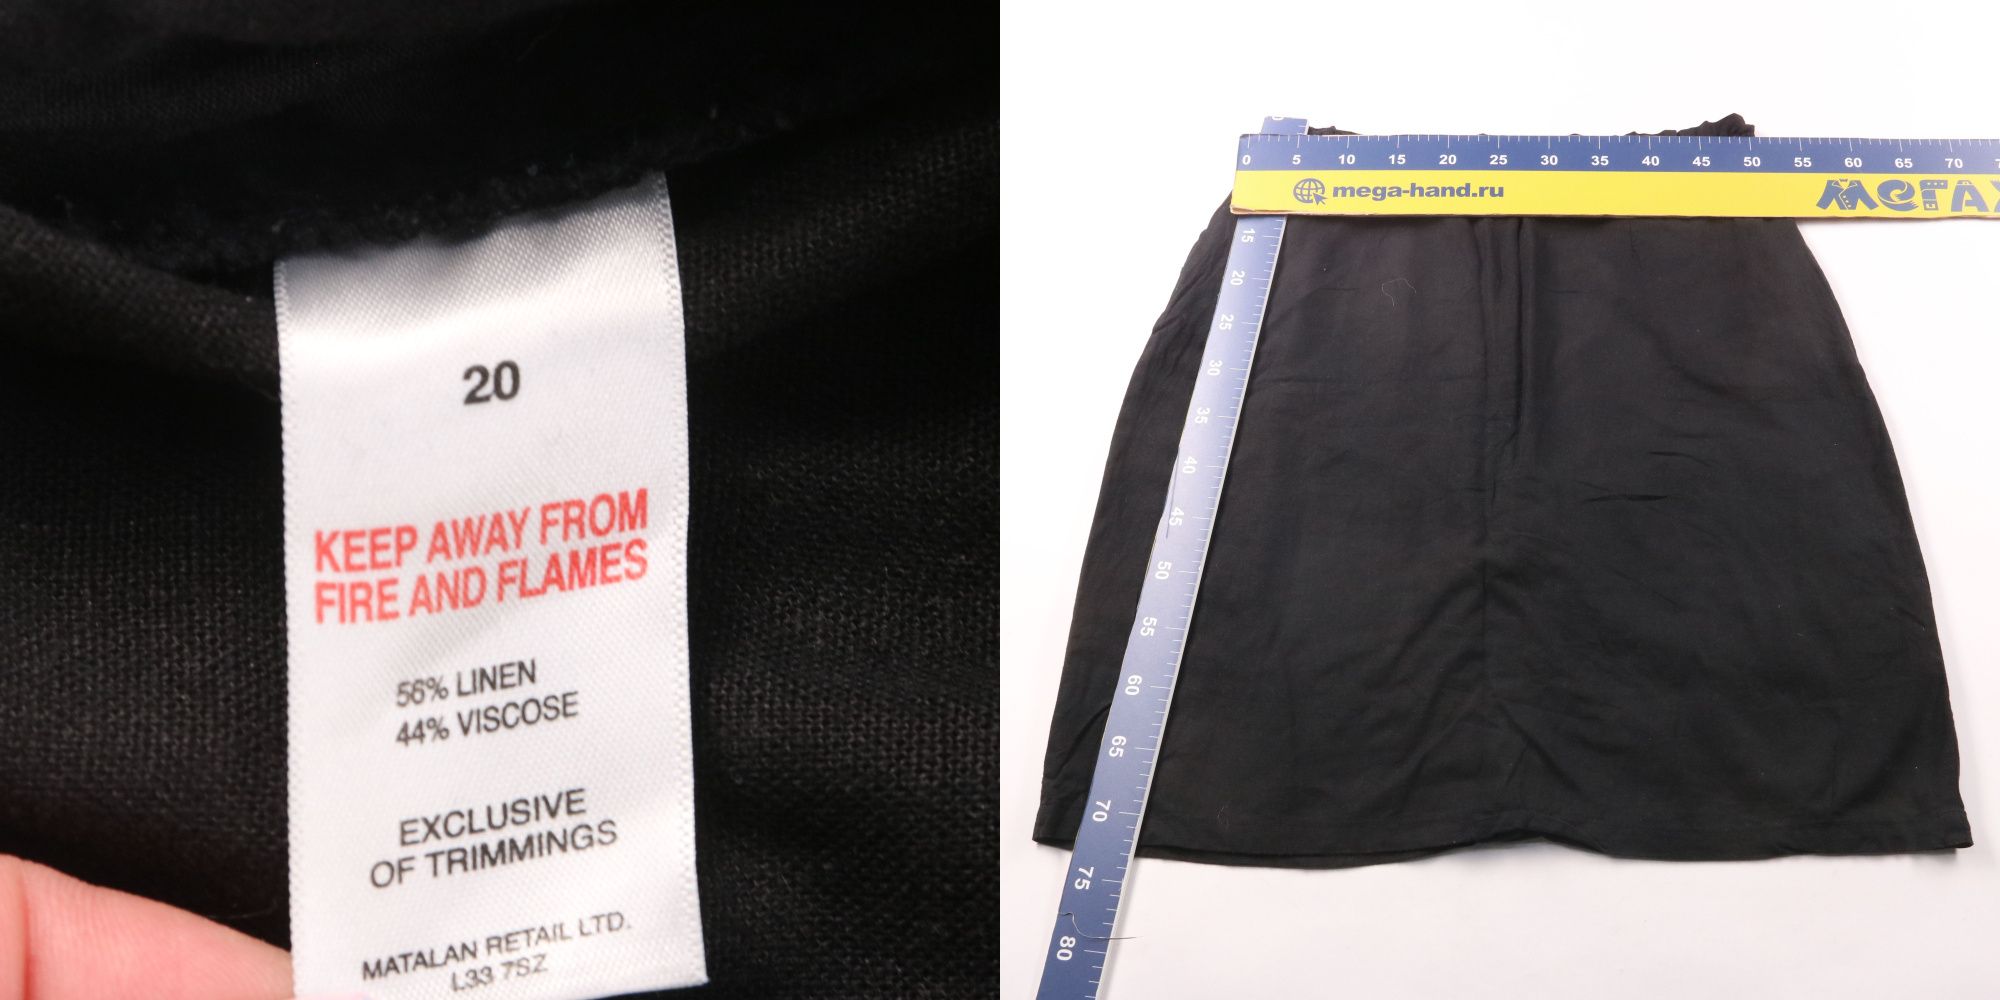 20
KEEP AWAY FROM
FIRE AND FLAMES
56% LINEN
44% VISCOSE
EXCLUSIVE
OF TRIMMINGS
MATALAN RETAIL LTD.
L33 7SZ
0 5 10 15 20 25 30 35 40 45 50 55 60 65 70
mega-hand.ru
МЕГАХ
0
15
20
25
30
35
40
45
50
55
60
65
70
75
80